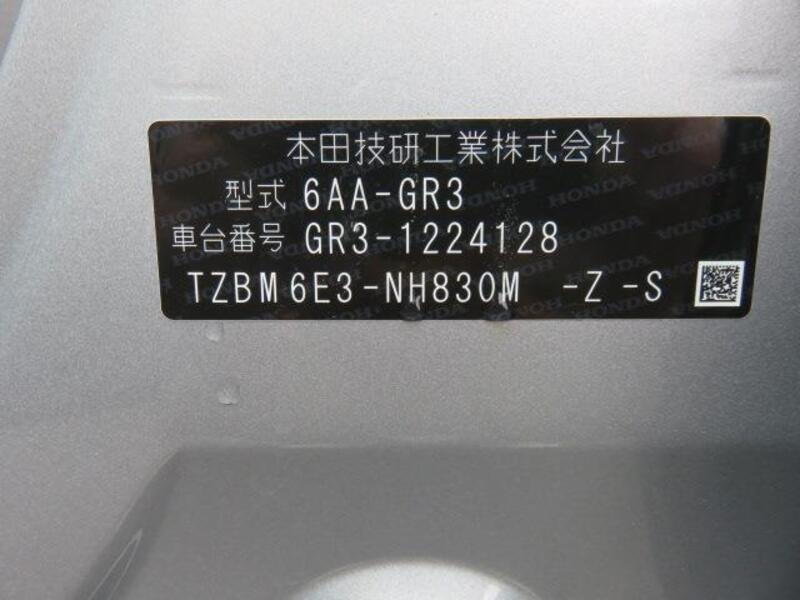 本田技研工業株式会社
型式 6AA-GR3
車台番号 GR3-1224128
TZBM6E3-NH830M -Z-S